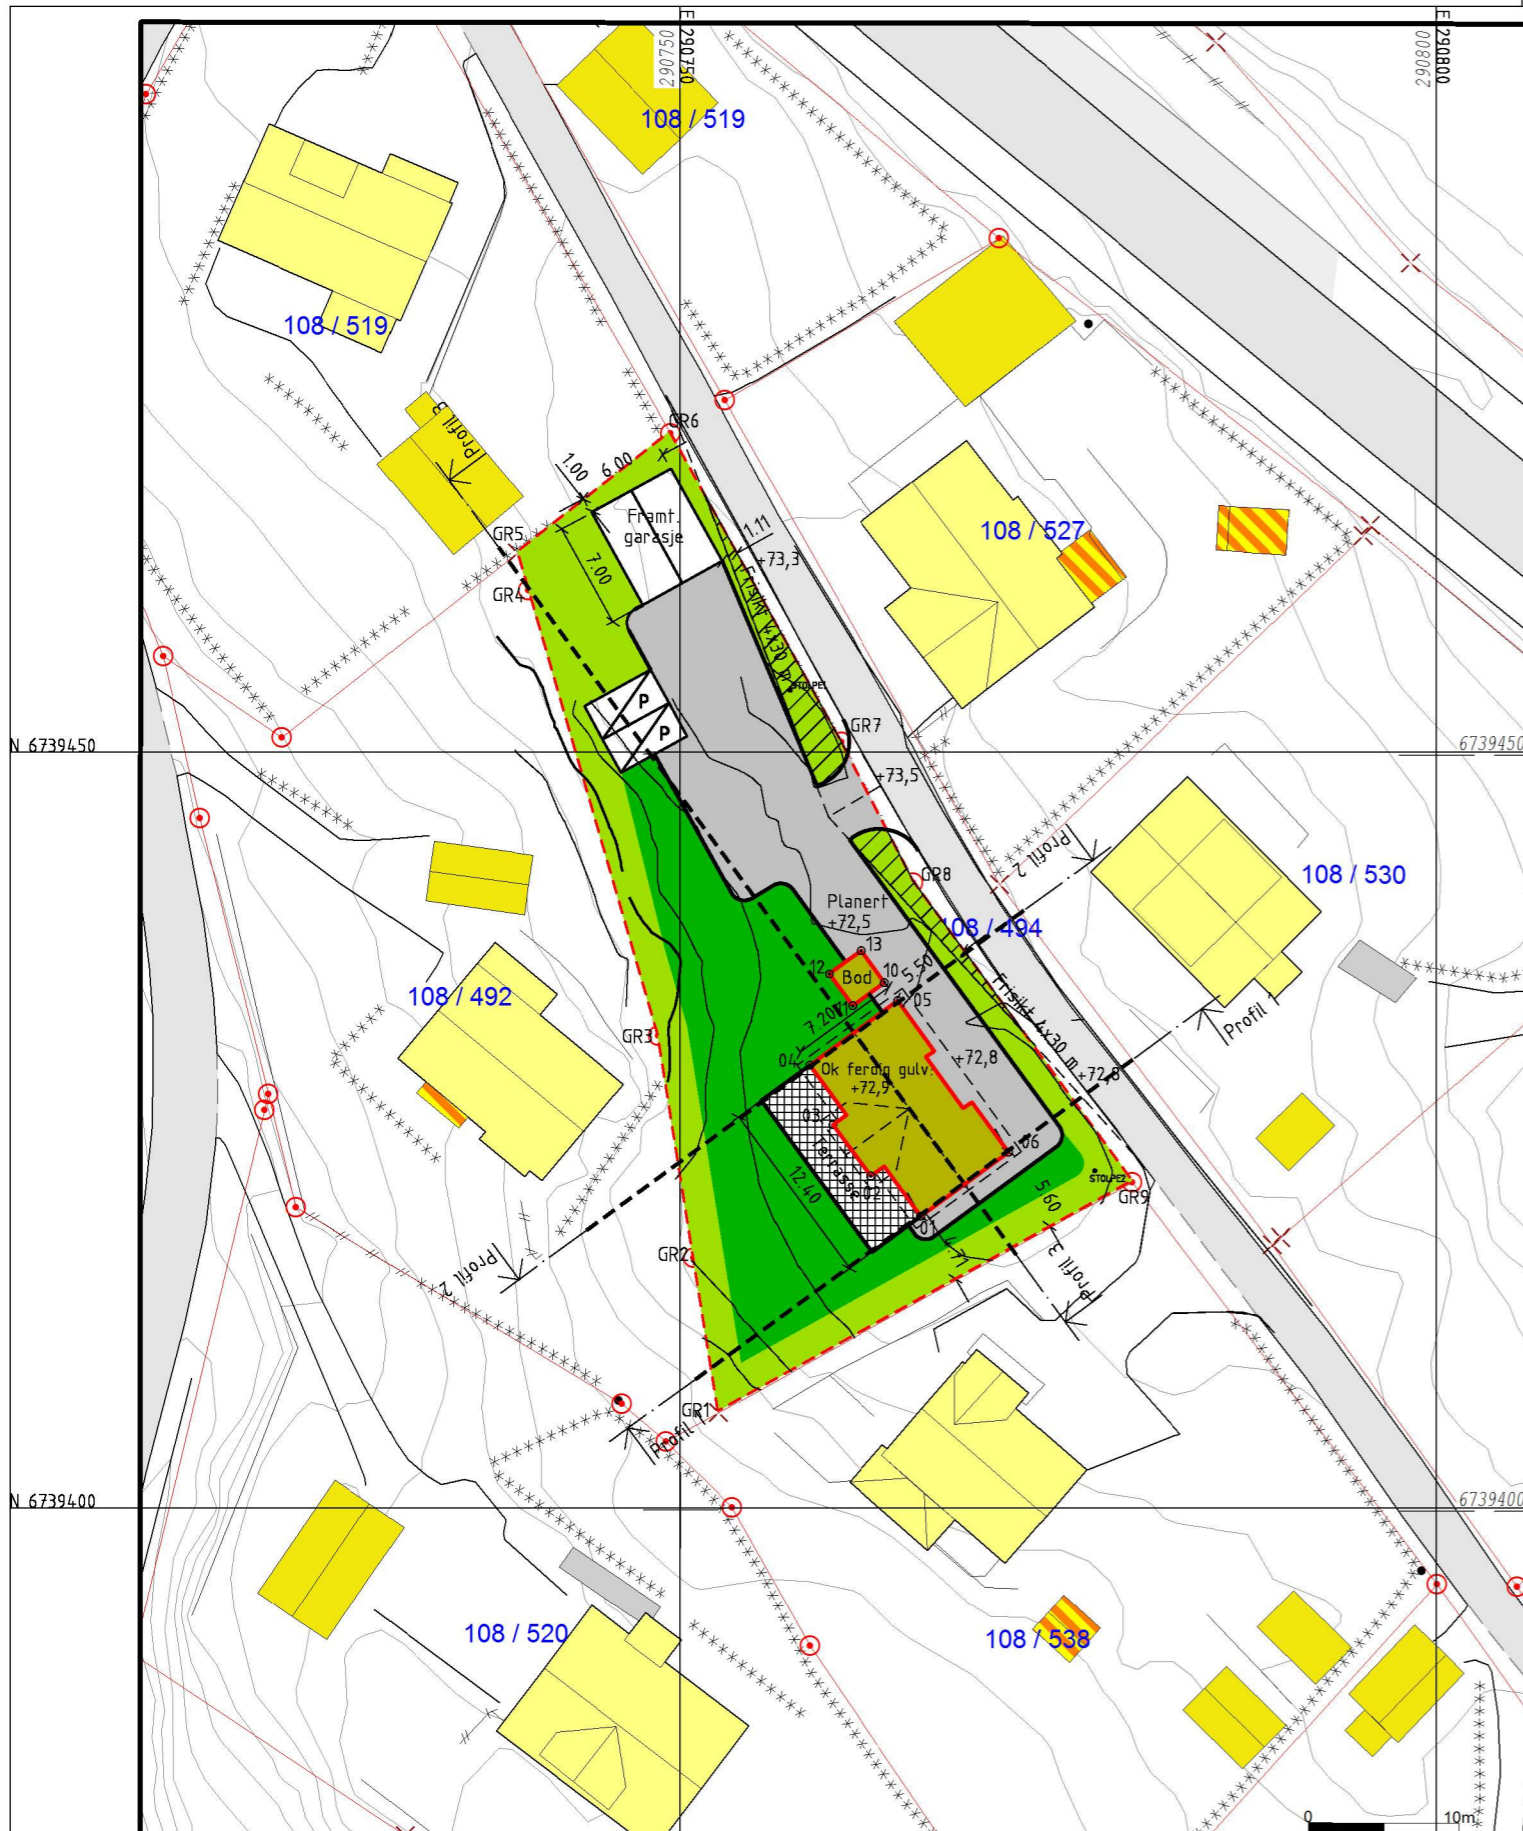 E 290750
290750
E 290800
290800
108 / 519
108 / 519
Profil 3
GR6
1.00
6.00
Framt.
garasje
1.11
+73,3
108 / 527
GR5
GR4
7.00
Frisikt 4x30 m
STOLPE1
P
P
GR7
N 6739450
6739450
+73,5
Profil 2
GR8
108 / 530
Planert
+72,5
108 / 494
13
12
Bod
10
5.50
11
05
108 / 492
7.20
Frisikt 4x30 m
Profil 1
GR3
04
Ok ferdig gulv:
+72,9
+72,8
+72,8
03
Terrasse
06
02
12.40
STOLPE2
GR9
5.60
01
4.71
GR2
Profil 2
Profil 3
GR1
Profil 1
N 6739400
6739400
108 / 520
108 / 538
0
10m